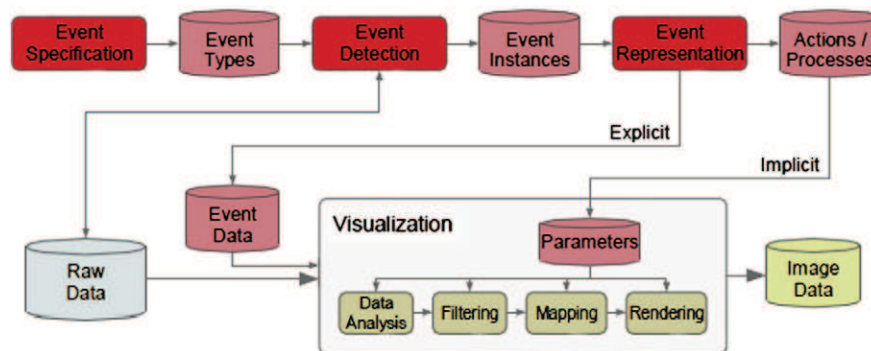 Event
Specification
Event
Types
Event
Detection
Event
Instances
Event
Representation
Actions /
Processes
Explicit
Implicit
Event
Data
Visualization
Parameters
Raw
Data
Data
Analysis
Filtering
Mapping
Rendering
Image
Data